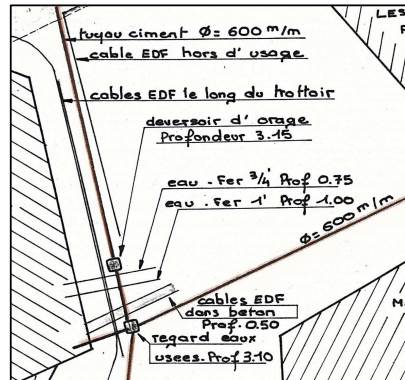 LES
tuyau ciment Ø= 600 m/m
cable EDF hors d'usage
cables EDF le long du trottoir
deversoir d'orage
Profondeur 3.15
eau - Fer 3/4' Prof 0.75
eau - Fer 1' Prof 1.00
Ø=600 m/m
cables EDF
dans beton
Prof. 0.50
regard eaux
usees. Prof 3.10